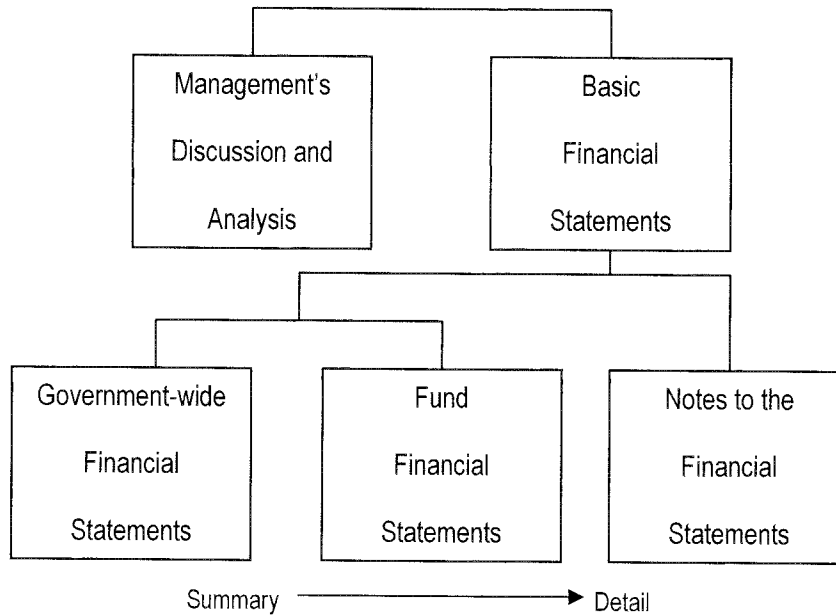 Management's
Discussion and
Analysis
Basic
Financial
Statements
Government-wide
Financial
Statements
Fund
Financial
Statements
Notes to the
Financial
Statements
Summary
Detail